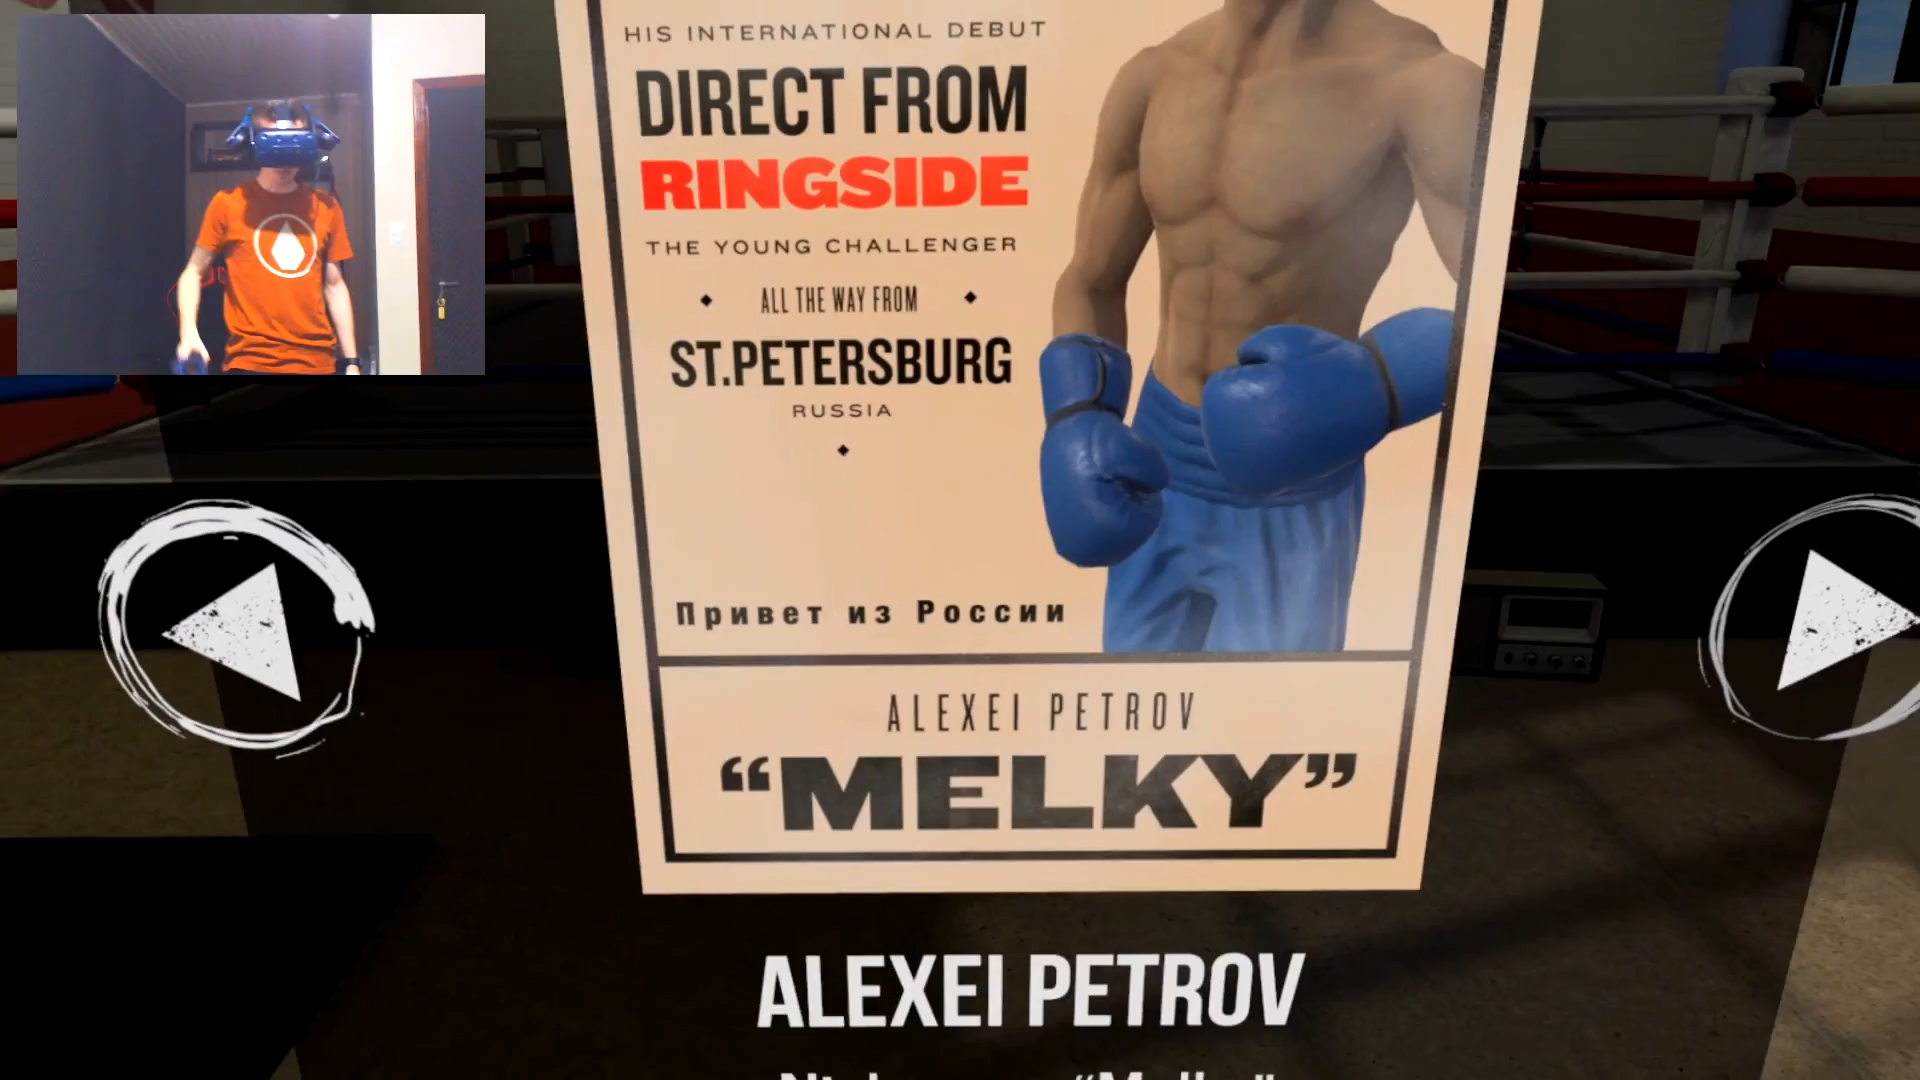 HIS INTERNATIONAL DEBUT
DIRECT FROM
RINGSIDE
THE YOUNG CHALLENGER
ALL THE WAY FROM
ST.PETERSBURG
RUSSIA
Привет из России
ALEXEI PETROV
“MELKY”
ALEXEI PETROV